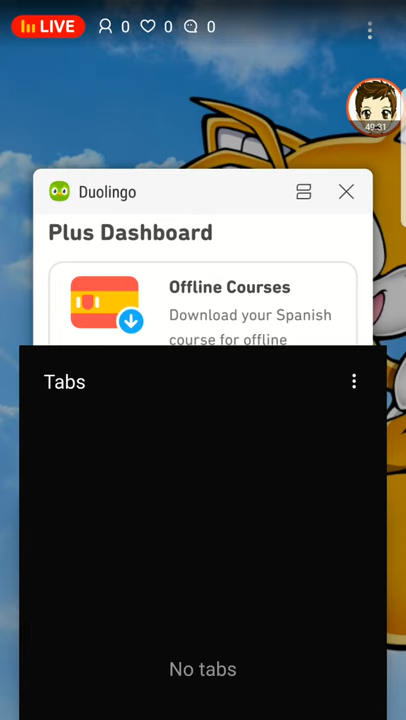 LIVE 0 0 0
49:31
Duolingo
Plus Dashboard
Offline Courses
Download your Spanish
course for offline
Tabs
No tabs